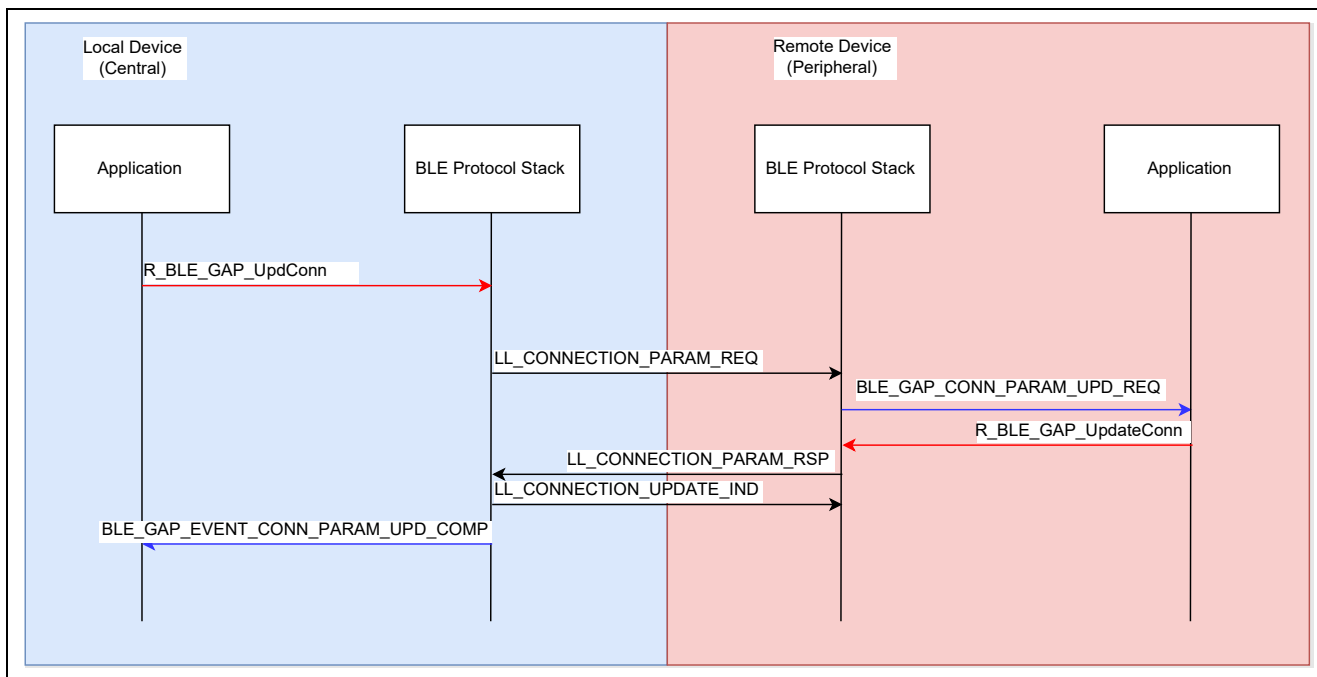 Local Device
(Central)
Remote Device
(Peripheral)
Application
BLE Protocol Stack
BLE Protocol Stack
Application
R_BLE_GAP_UpdConn
LL_CONNECTION_PARAM_REQ
BLE_GAP_CONN_PARAM_UPD_REQ
R_BLE_GAP_UpdateConn
LL_CONNECTION_PARAM_RSP
LL_CONNECTION_UPDATE_IND
BLE_GAP_EVENT_CONN_PARAM_UPD_COMP